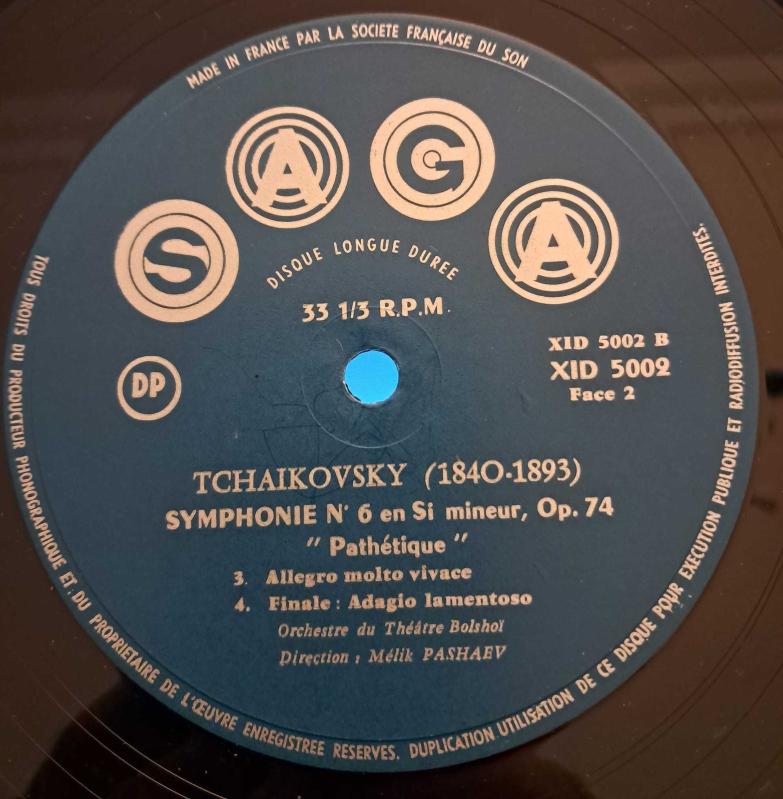 MADE IN FRANCE PAR LA SOCIETE FRANÇAISE DU SON
SAGA
DISQUE LONGUE DUREE
33 1/3 R.P.M.
XID 5002 B
XID 5002
Face 2
DP
TCHAIKOVSKY (1840-1893)
SYMPHONIE N° 6 en Si mineur, Op. 74
" Pathétique "
3. Allegro molto vivace
4. Finale : Adagio lamentoso
Orchestre du Théâtre Bolshoï
Direction : Mélik PASHAEV
TOUS DROITS DU PRODUCTEUR PHONOGRAPHIQUE ET DU PROPRIETAIRE DE L'ŒUVRE ENREGISTREE RESERVES. DUPLICATION UTILISATION DE CE DISQUE POUR EXECUTION PUBLIQUE ET RADIODIFFUSION INTERDITES.